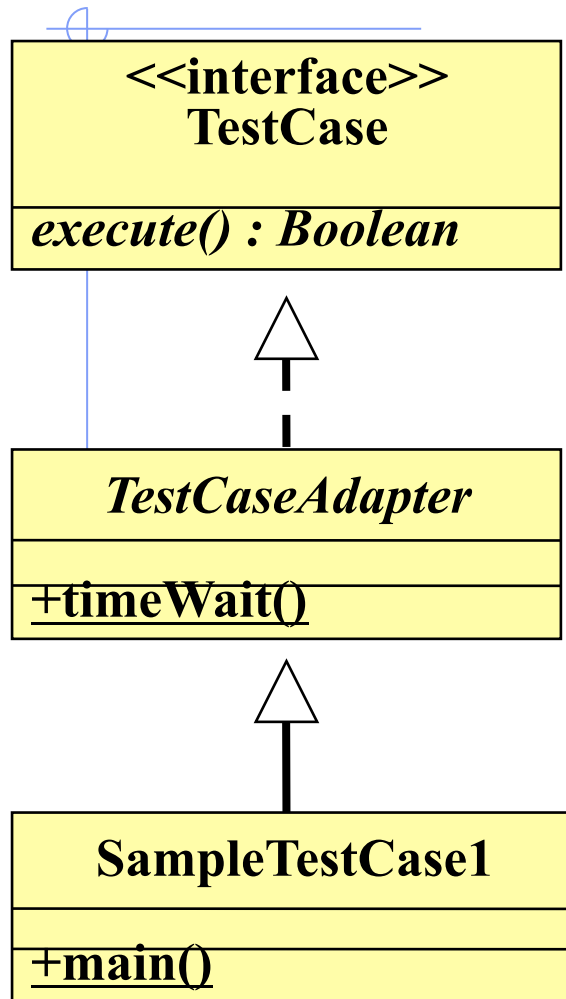 <<interface>>
TestCase
execute() : Boolean
TestCaseAdapter
+timeWait()
SampleTestCase1
+main()